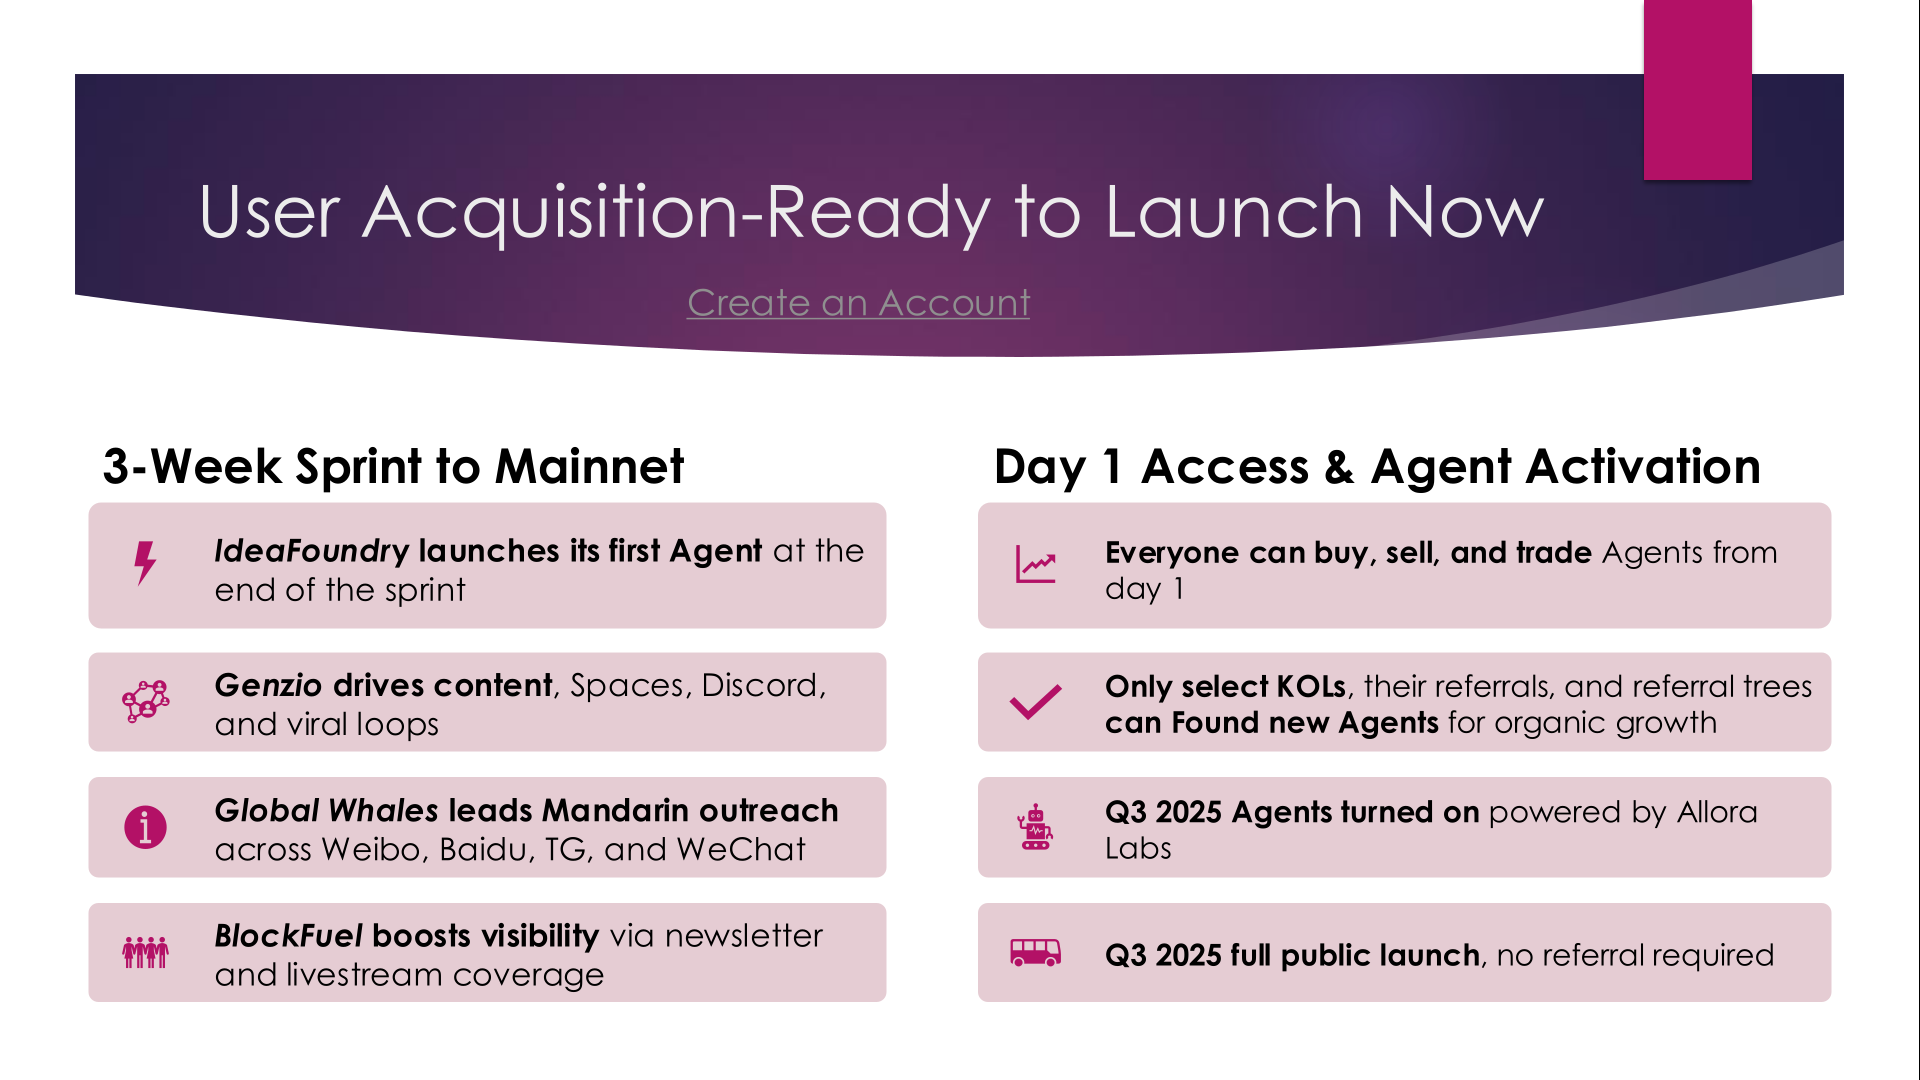 User Acquisition-Ready to Launch Now
Create an Account
3-Week Sprint to Mainnet
IdeaFoundry launches its first Agent at the
end of the sprint
Genzio drives content, Spaces, Discord,
and viral loops
Global Whales leads Mandarin outreach
across Weibo, Baidu, TG, and WeChat
BlockFuel boosts visibility via newsletter
and livestream coverage
Day 1 Access & Agent Activation
Everyone can buy, sell, and trade Agents from
day 1
Only select KOLs, their referrals, and referral trees
can Found new Agents for organic growth
Q3 2025 Agents turned on powered by Allora
Labs
Q3 2025 full public launch, no referral required